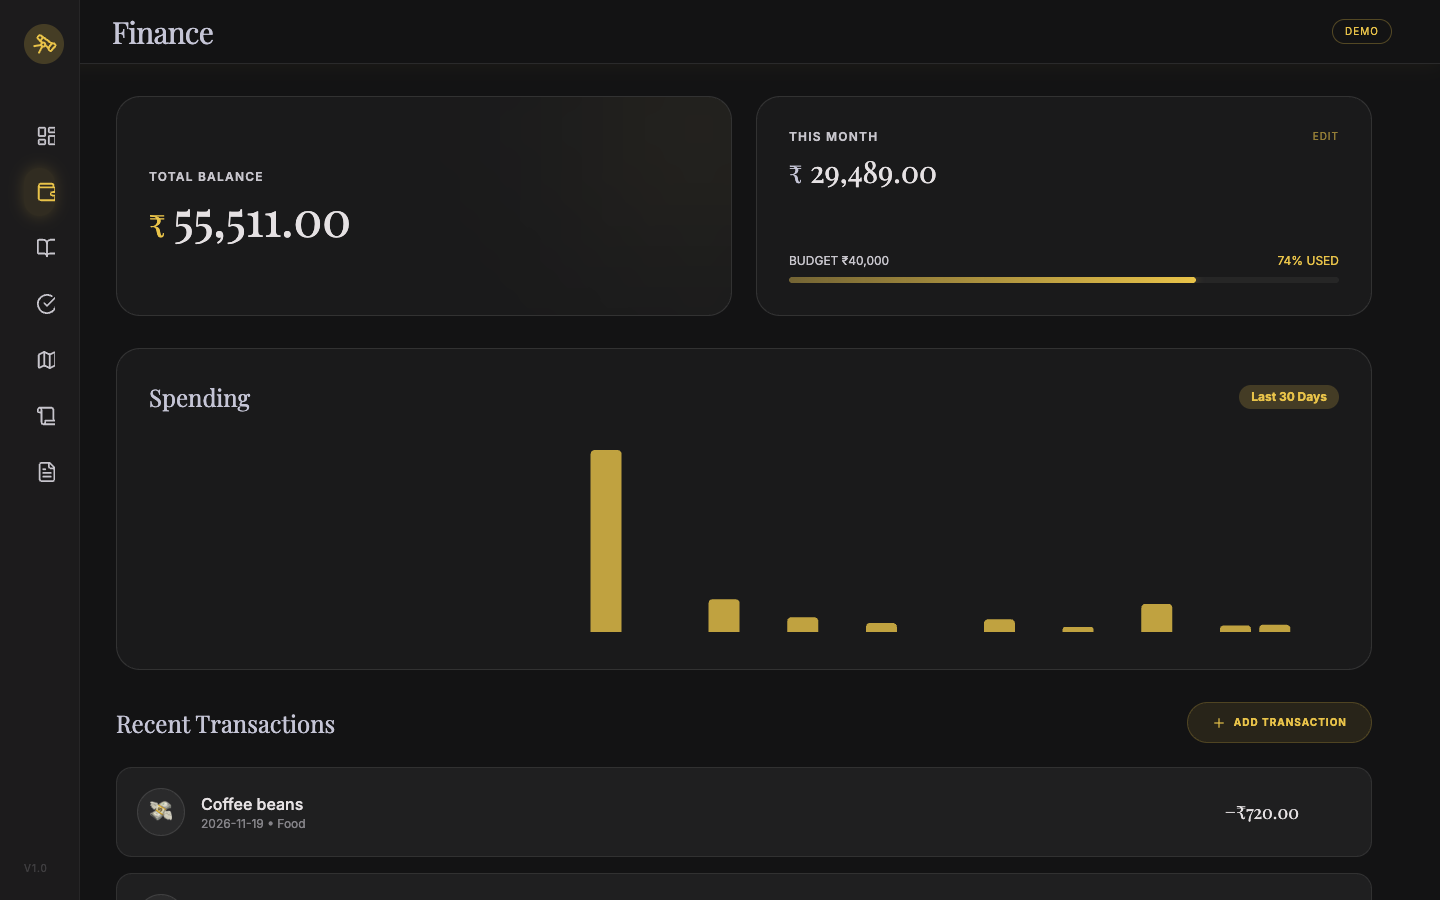 Finance
DEMO
TOTAL BALANCE
₹ 55,511.00
THIS MONTH
EDIT
₹ 29,489.00
BUDGET ₹40,000
74% USED
Spending
Last 30 Days
Recent Transactions
+ ADD TRANSACTION
Coffee beans
2026-11-19 • Food
−₹720.00
V1.0